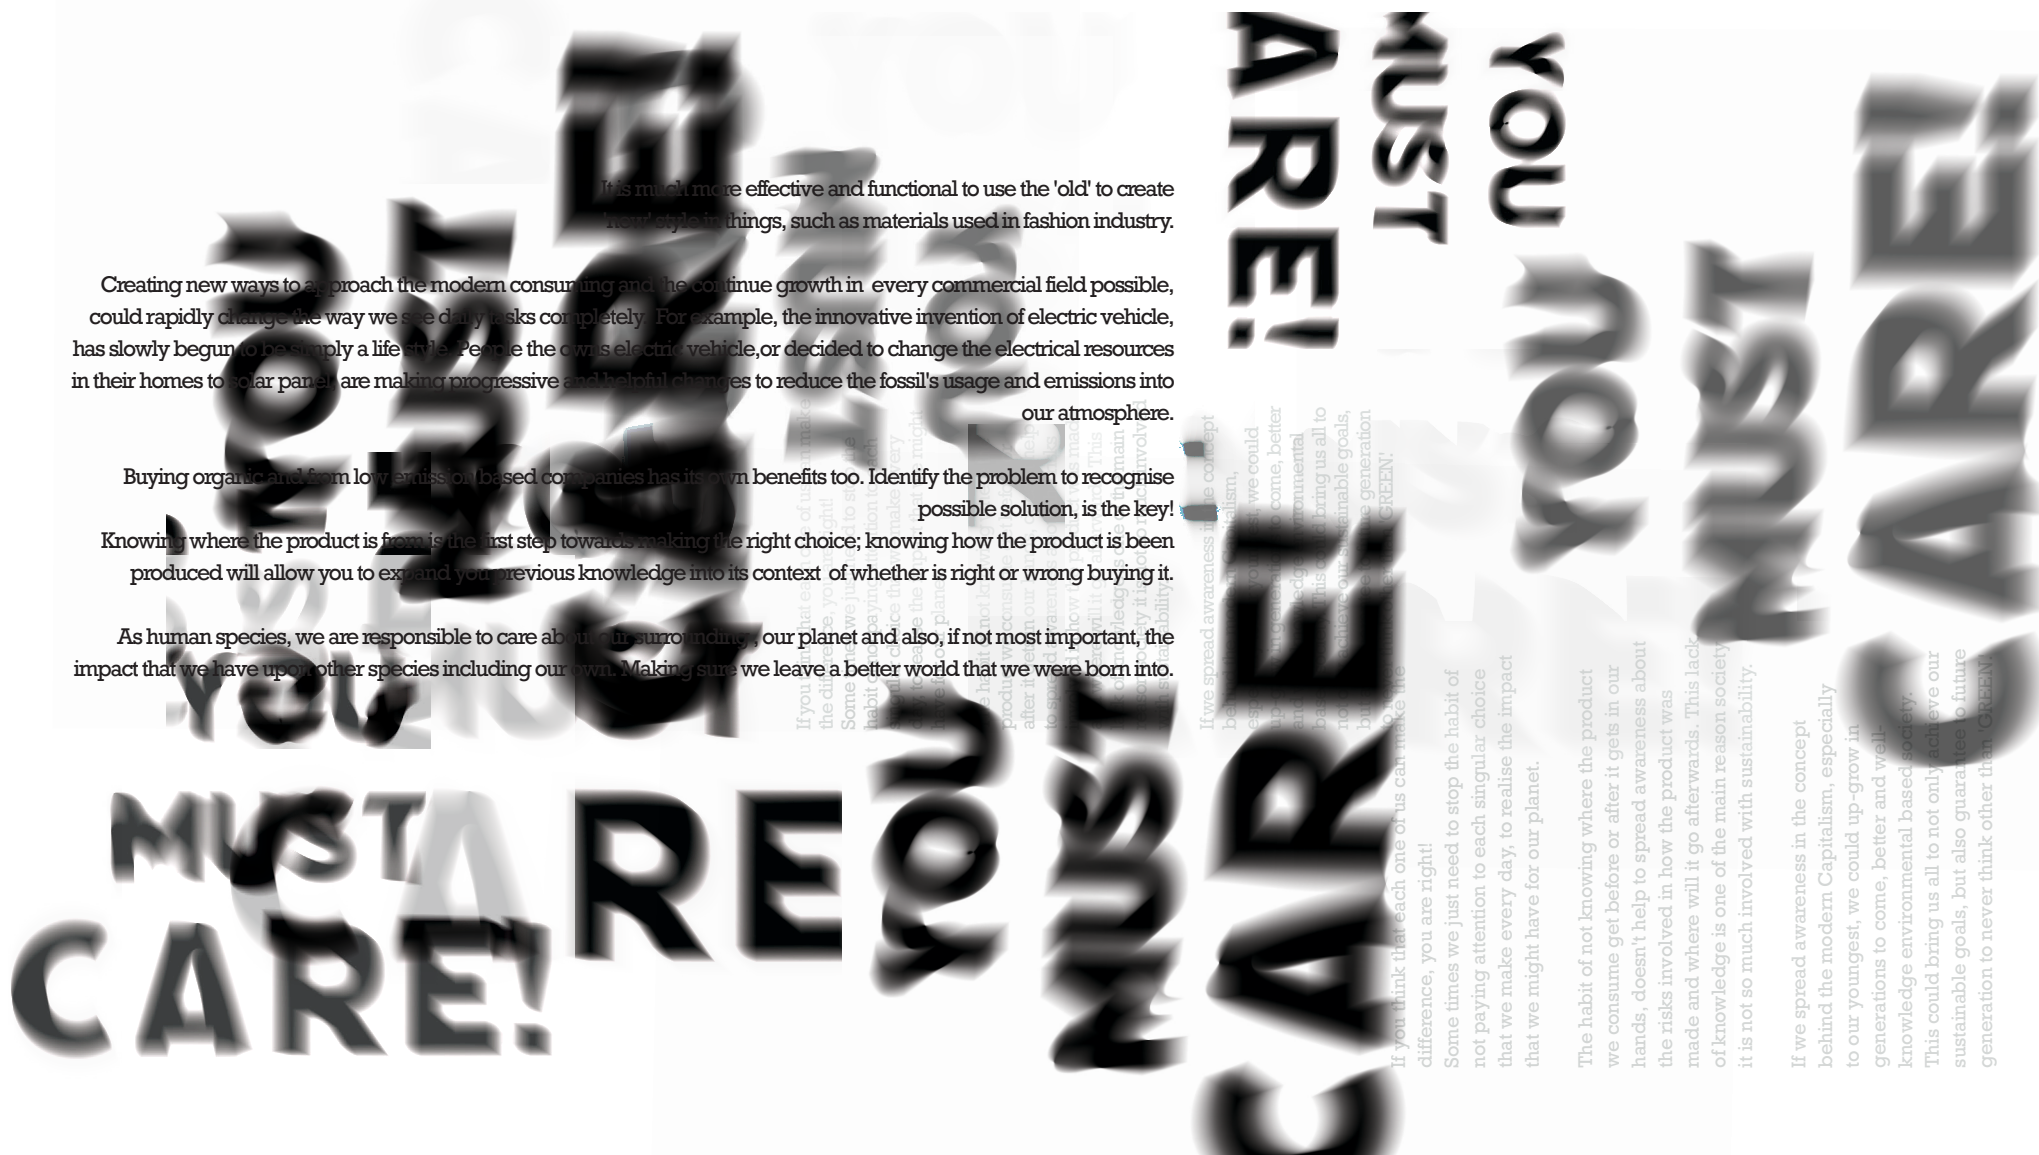 It is much more effective and functional to use the 'old' to create
'new' style in things, such as materials used in fashion industry.
Creating new ways to approach the modern consuming and the continue growth in every commercial field possible,
could rapidly change the way we see daily tasks completely. For example, the innovative invention of electric vehicle,
has slowly begun to be simply a life style. People the owns electric vehicle,or decided to change the electrical resources
in their homes to solar panel, are making progressive and helpful changes to reduce the fossil's usage and emissions into
our atmosphere.
Buying organic and from low emission based companies has its own benefits too. Identify the problem to recognise
possible solution, is the key!
Knowing where the product is from is the first step towards making the right choice; knowing how the product is been
produced will allow you to expand you previous knowledge into its context of whether is right or wrong buying it.
As human species, we are responsible to care about our surroundings, our planet and also, if not most important, the
impact that we have upon other species including our own. Making sure we leave a better world that we were born into.
YOU
MUST
CARE!
MUST
YOU
YOU
MUST
CARE!
MUST
CARE!
RE
YOU
MUST
ARE!
YOU
MUST
CARE!
YOU
MUST
CARE!
If you think that each one of us can make the
difference, you are right!
Some times we just need to stop the habit of
not paying attention to each singular choice
that we make every day, to realise the impact
that we might have for our planet.
The habit of not knowing where the product
we consume get before or after it gets in our
hands, doesn't help to spread awareness about
the risks involved in how the product was
made and where will it go afterwards. This lack
of knowledge is one of the main reason society
it is not so much involved with sustainability.
If we spread awareness in the concept
behind the modern Capitalism, especially
to our youngest, we could up-grow in
generations to come, better and well-
knowledge environmental based society.
This could bring us all to not only achieve our
sustainable goals, but also guarantee to future
generation to never think other than 'GREEN'.